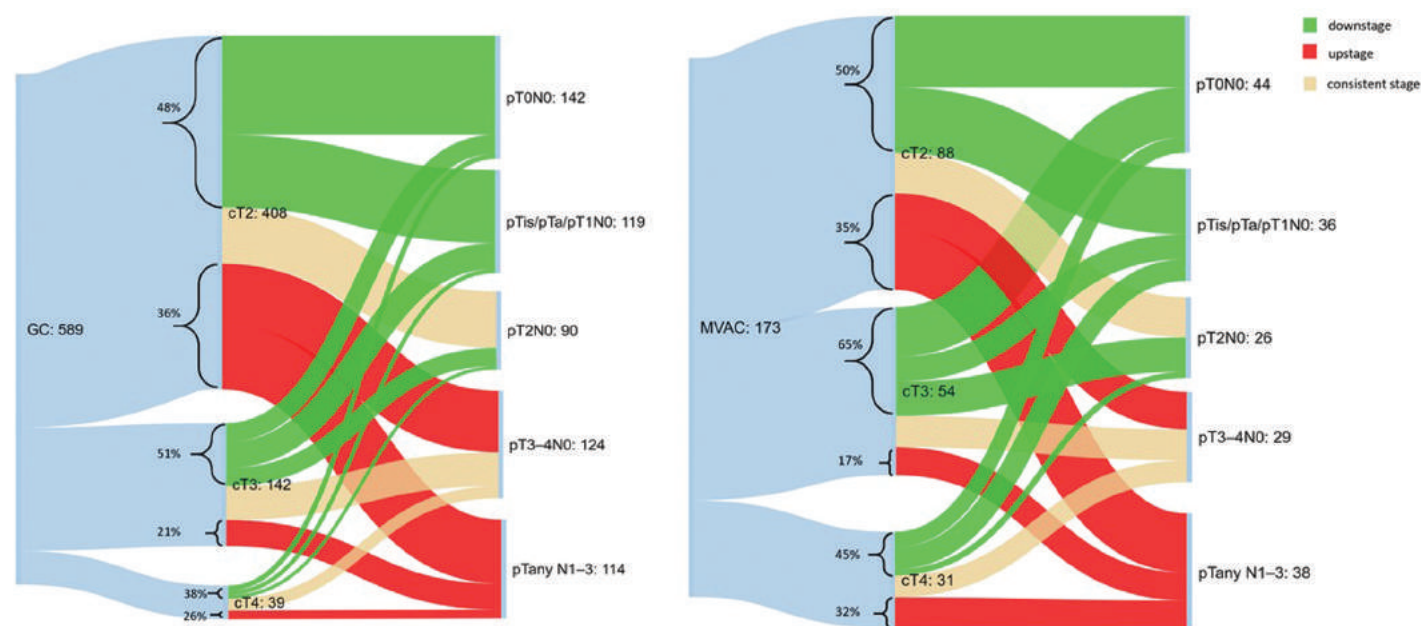 GC: 589
48%
cT2: 408
36%
51%
cT3: 142
21%
38%
cT4: 39
26%
pT0N0: 142
pTis/pTa/pT1N0: 119
pT2N0: 90
pT3–4N0: 124
pTany N1–3: 114
MVAC: 173
50%
cT2: 88
35%
65%
cT3: 54
17%
45%
cT4: 31
32%
pT0N0: 44
pTis/pTa/pT1N0: 36
pT2N0: 26
pT3–4N0: 29
pTany N1–3: 38
downstage
upstage
consistent stage